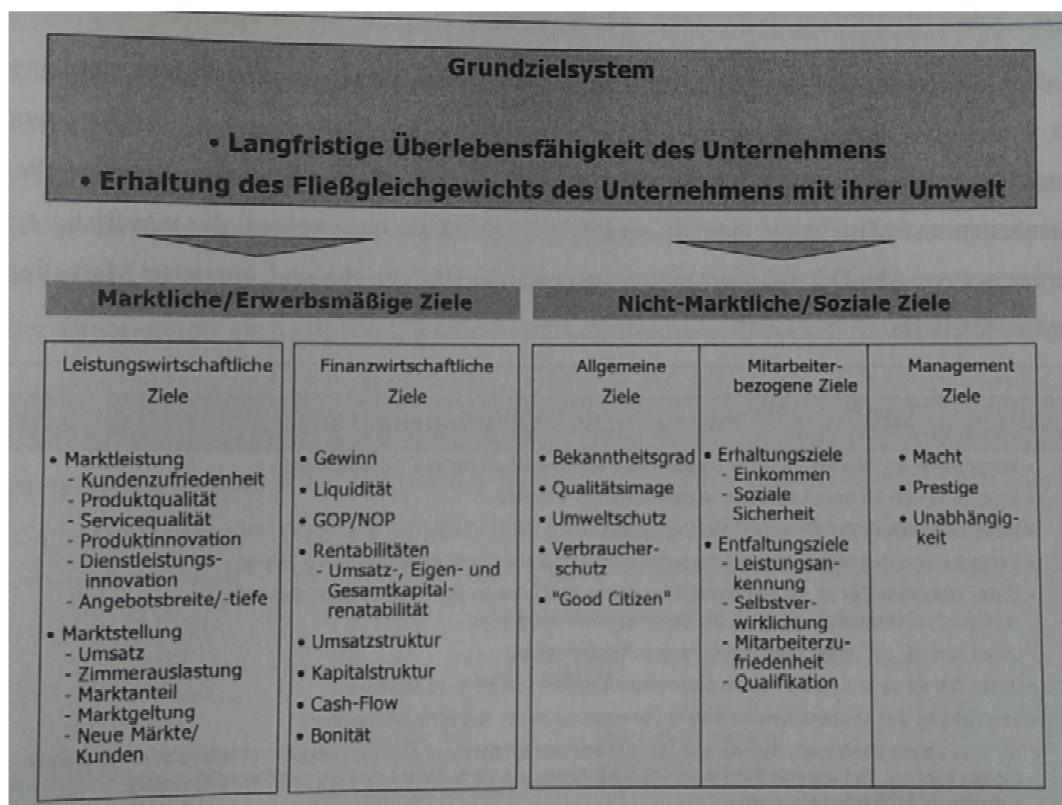 Grundzielsystem
• Langfristige Überlebensfähigkeit des Unternehmens
• Erhaltung des Fließgleichgewichts des Unternehmens mit ihrer Umwelt
Marktliche/Erwerbsmäßige Ziele
Leistungswirtschaftliche
Ziele
• Marktleistung
- Kundenzufriedenheit
- Produktqualität
- Servicequalität
- Produktinnovation
- Dienstleistungs-
innovation
- Angebotsbreite/-tiefe
• Marktstellung
- Umsatz
- Zimmerauslastung
- Marktanteil
- Marktgeltung
- Neue Märkte/
Kunden
Finanzwirtschaftliche
Ziele
• Gewinn
• Liquidität
• GOP/NOP
• Rentabilitäten
- Umsatz-, Eigen- und
Gesamtkapital-
renatabilität
• Umsatzstruktur
• Kapitalstruktur
• Cash-Flow
• Bonität
Nicht-Marktliche/Soziale Ziele
Allgemeine
Ziele
• Bekanntheitsgrad
• Qualitätsimage
• Umweltschutz
• Verbraucher-
schutz
• "Good Citizen"
Mitarbeiter-
bezogene Ziele
• Erhaltungsziele
- Einkommen
- Soziale
Sicherheit
• Entfaltungsziele
- Leistungsan-
kennung
- Selbstver-
wirklichung
- Mitarbeiterzu-
friedenheit
- Qualifikation
Management
Ziele
• Macht
• Prestige
• Unabhängig-
keit